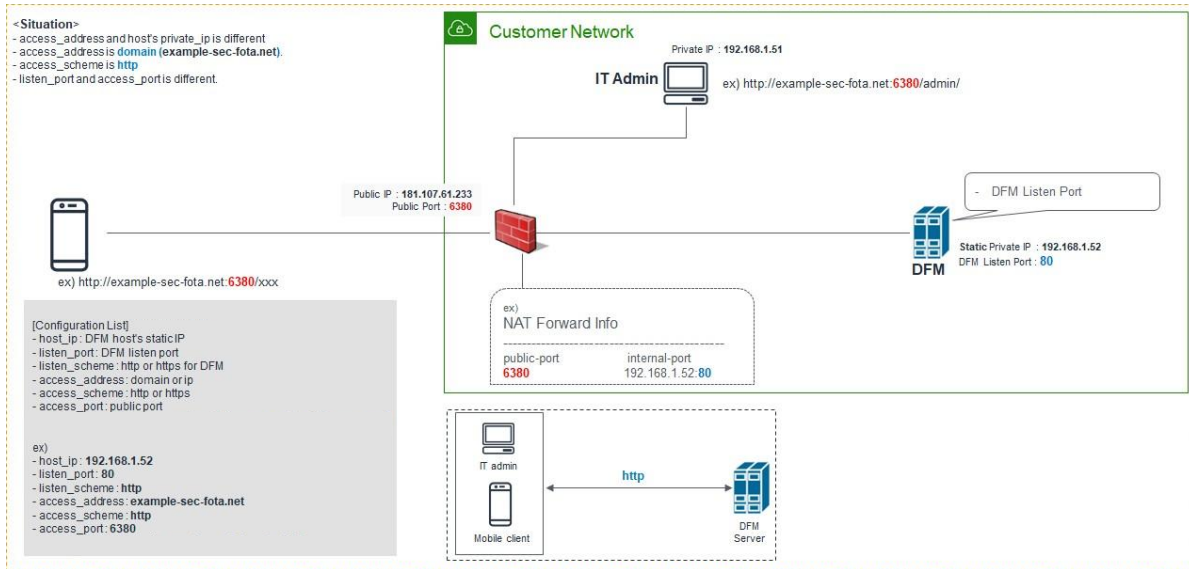 <Situation>
- access_address and host's private_ip is different
- access_address is domain (example-sec-fota.net).
- access_scheme is http
- listen_port and access_port is different.
Customer Network
Private IP : 192.168.1.51
IT Admin
ex) http://example-sec-fota.net:6380/admin/
Public IP : 181.107.61.233
Public Port : 6380
- DFM Listen Port
Static Private IP : 192.168.1.52
DFM Listen Port : 80
DFM
ex) http://example-sec-fota.net:6380/xxx
ex)
NAT Forward Info
public-port internal-port
6380 192.168.1.52:80
[Configuration List]
- host_ip : DFM host's static IP
- listen_port : DFM listen port
- listen_scheme : http or https for DFM
- access_address : domain or ip
- access_scheme : http or https
- access_port : public port
ex)
- host_ip : 192.168.1.52
- listen_port : 80
- listen_scheme : http
- access_address : example-sec-fota.net
- access_scheme : http
- access_port : 6380
IT admin
Mobile client
http
DFM
Server